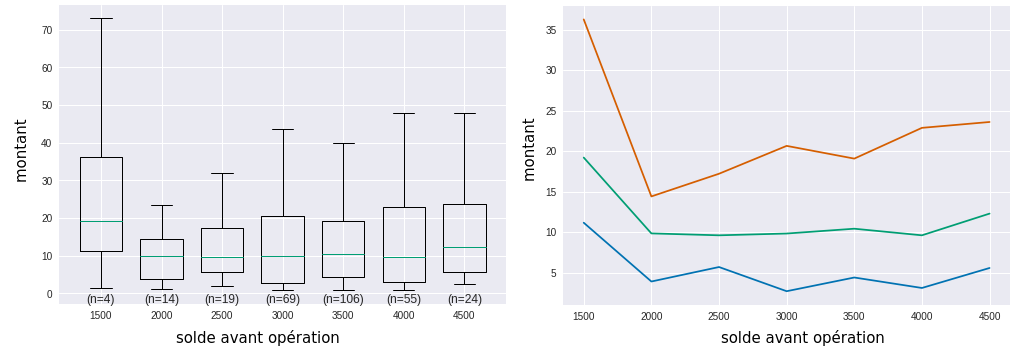 montant
70
60
50
40
30
20
10
0
(n=4) (n=14) (n=19) (n=69) (n=106) (n=55) (n=24)
1500 2000 2500 3000 3500 4000 4500
solde avant opération
montant
35
30
25
20
15
10
5
1500 2000 2500 3000 3500 4000 4500
solde avant opération